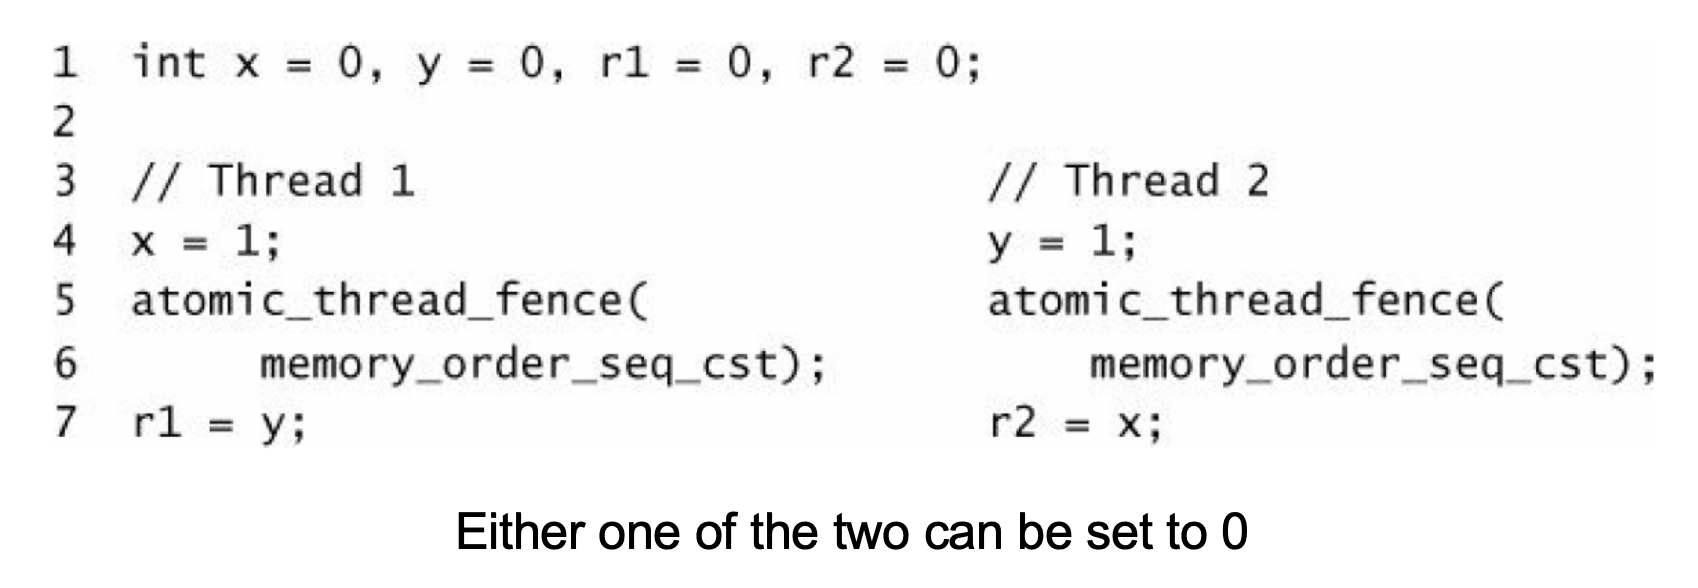 1 int x = 0, y = 0, r1 = 0, r2 = 0;
2
3 // Thread 1 // Thread 2
4 x = 1; y = 1;
5 atomic_thread_fence( atomic_thread_fence(
6 memory_order_seq_cst); memory_order_seq_cst);
7 r1 = y; r2 = x;
Either one of the two can be set to 0